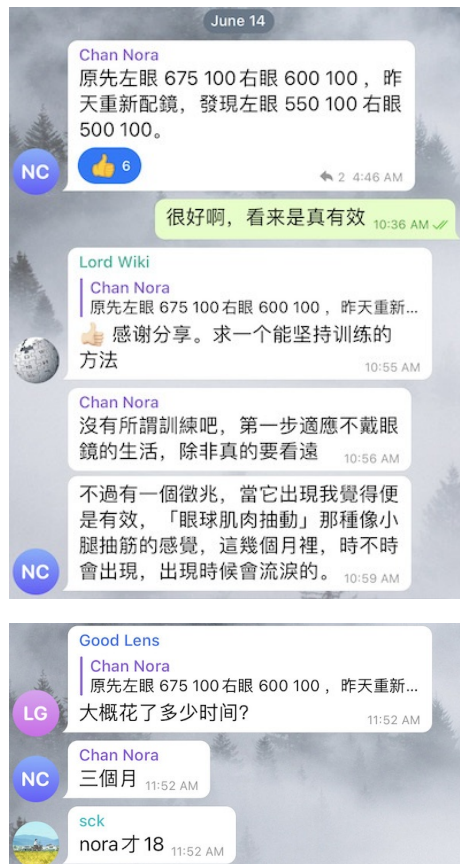 June 14
Chan Nora
原先左眼 675 100 右眼 600 100 ，昨
天重新配鏡，發現左眼 550 100 右眼
500 100。
👍 6
2 4:46 AM
NC
很好啊，看来是真有效 10:36 AM
Lord Wiki
Chan Nora
原先左眼 675 100 右眼 600 100 ，昨天重新...
👍🏻 感谢分享。求一个能坚持训练的
方法
10:55 AM
Chan Nora
沒有所謂訓練吧，第一步適應不戴眼
鏡的生活，除非真的要看遠 10:56 AM
不過有一個徵兆，當它出現我覺得便
是有效，「眼球肌肉抽動」那種像小
腿抽筋的感覺，這幾個月裡，時不時
會出現，出現時候會流淚的。 10:59 AM
NC
Good Lens
Chan Nora
原先左眼 675 100 右眼 600 100 ，昨天重新...
LG
大概花了多少时间? 11:52 AM
Chan Nora
NC
三個月 11:52 AM
sck
nora才18 11:52 AM